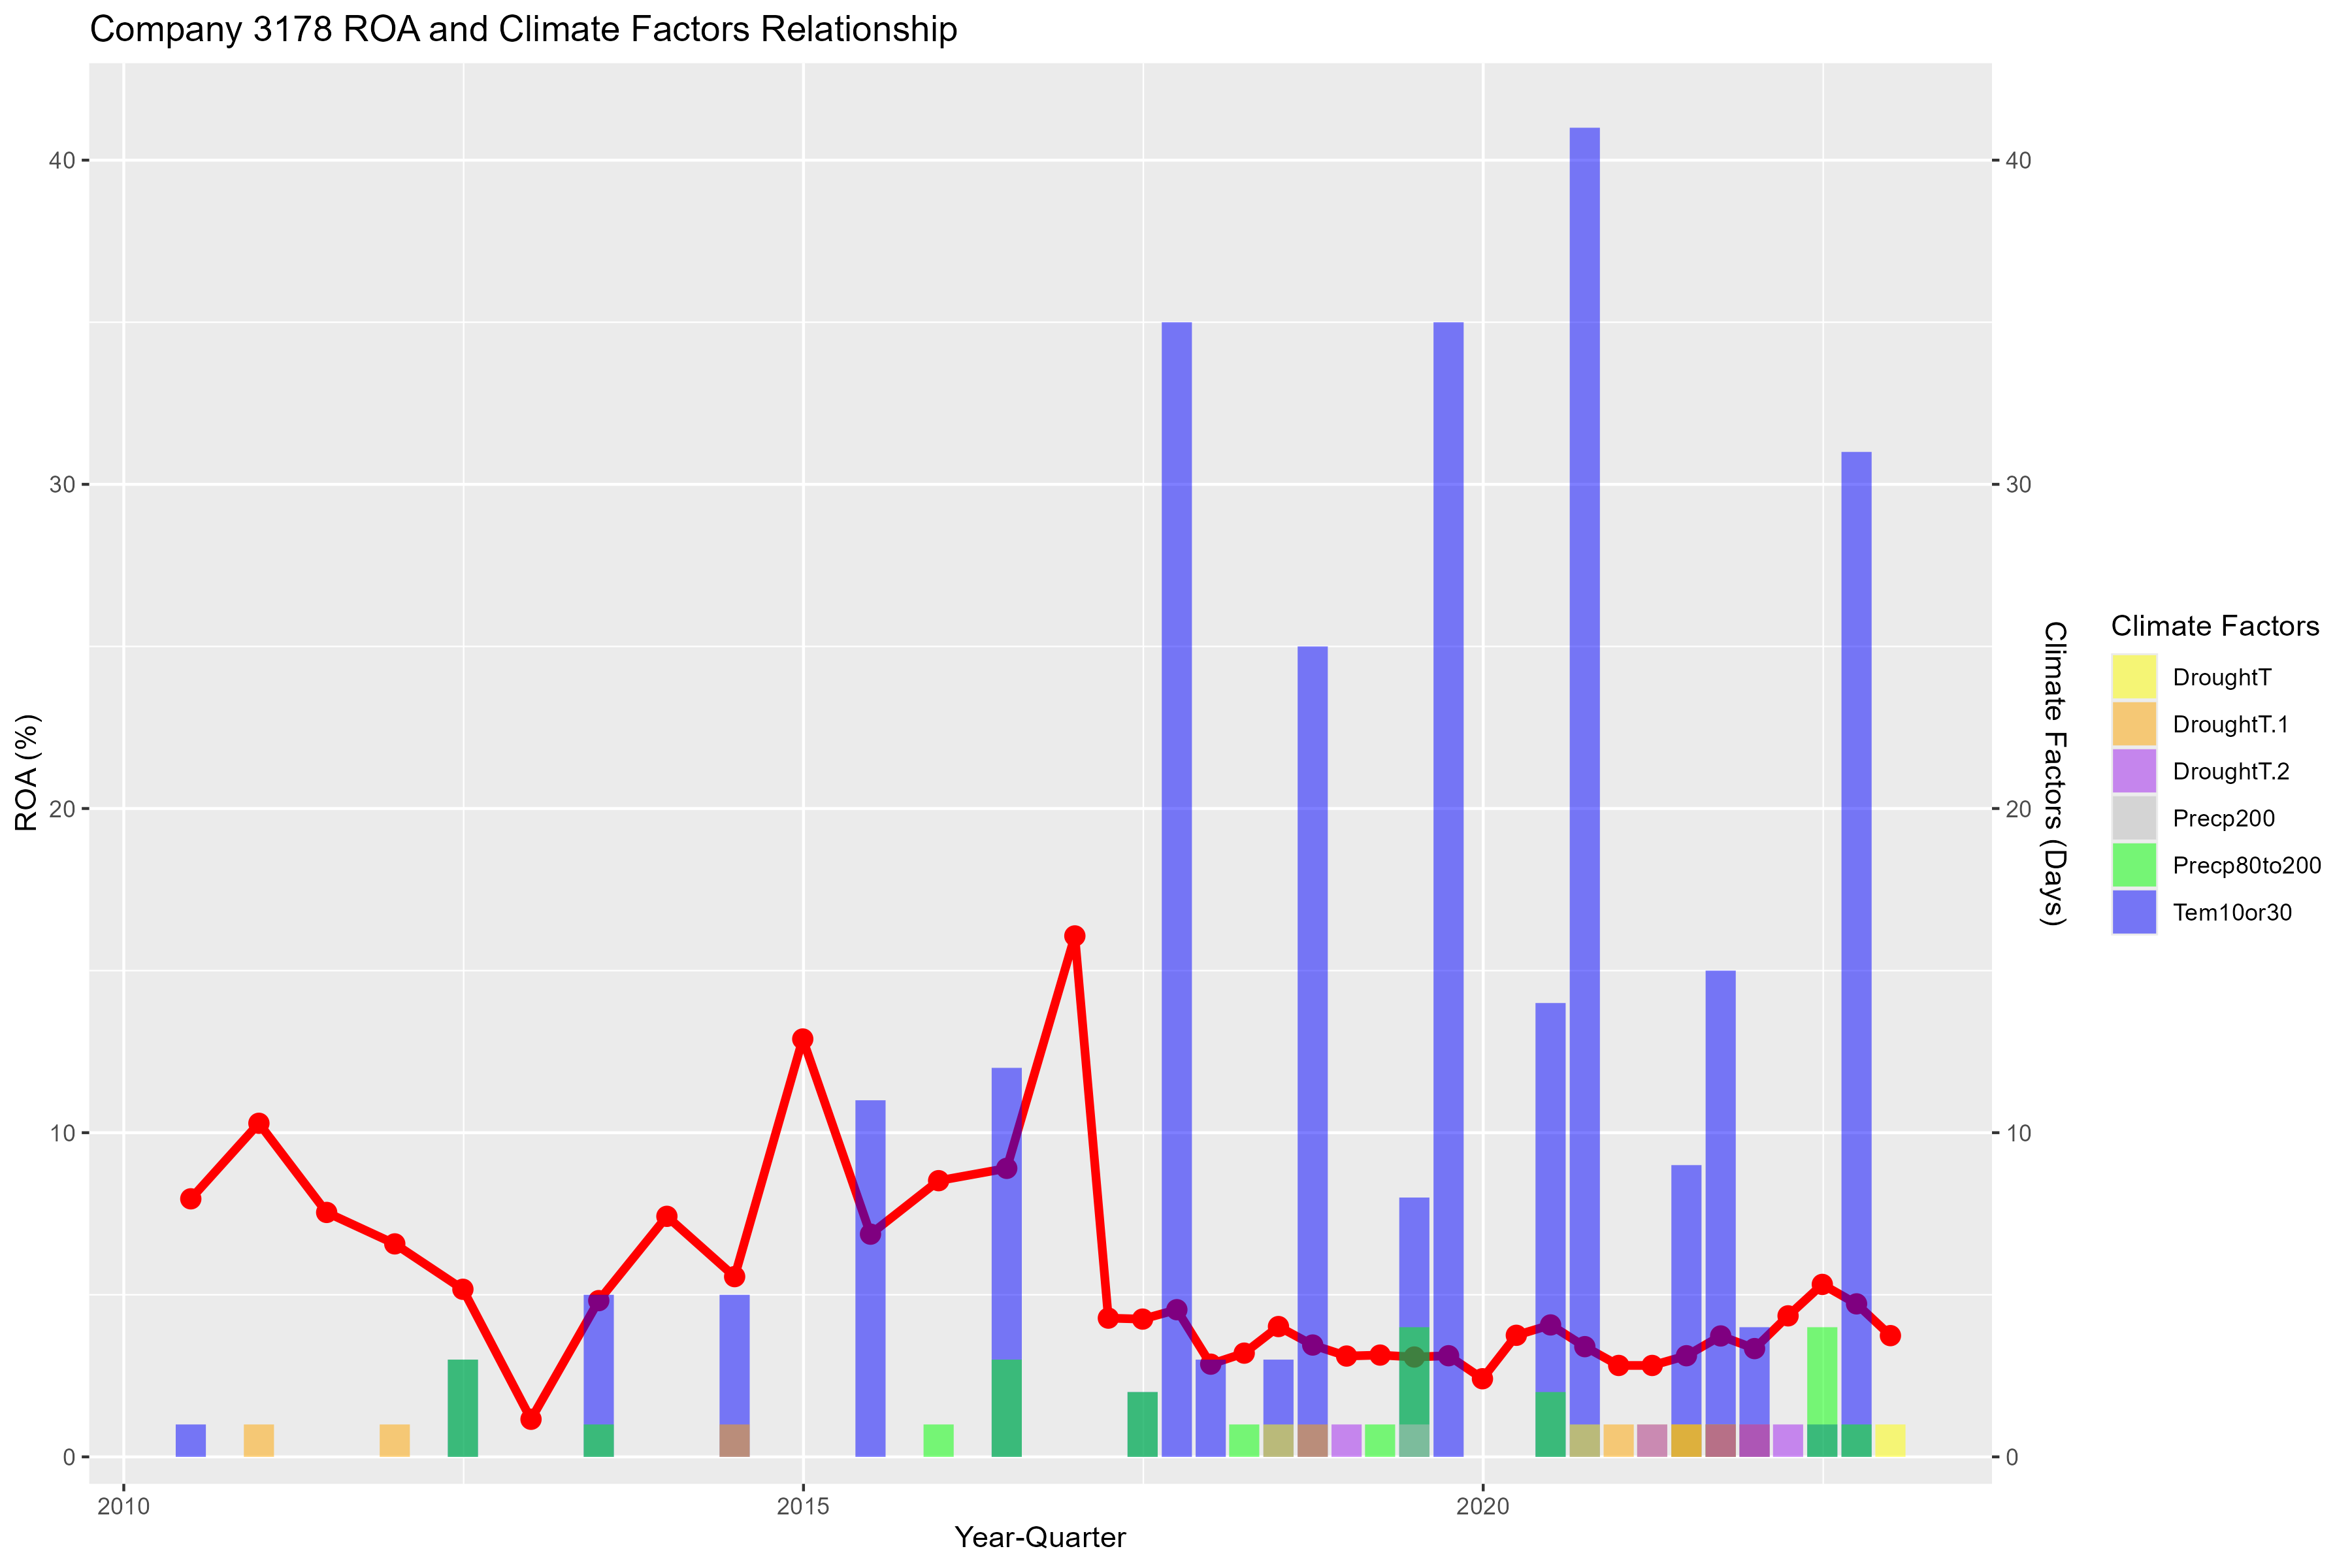 Company 3178 ROA and Climate Factors Relationship
40
30
20
10
0
ROA (%)
2010
2015
2020
Year-Quarter
40
30
20
10
0
Climate Factors (Days)
Climate Factors
DroughtT
DroughtT.1
DroughtT.2
Precp200
Precp80to200
Tem10or30